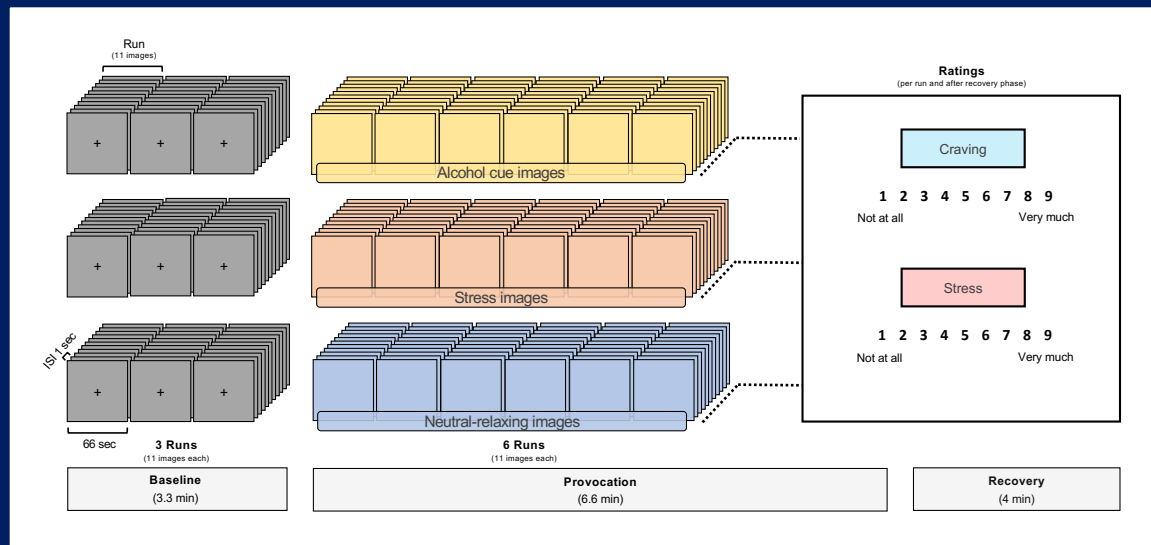 Run
(11 images)
+ + +
Alcohol cue images
+ + +
Stress images
ISI 1 sec
+ + +
Neutral-relaxing images
66 sec
3 Runs
(11 images each)
6 Runs
(11 images each)
Baseline
(3.3 min)
Provocation
(6.6 min)
Recovery
(4 min)
Ratings
(per run and after recovery phase)
Craving
1 2 3 4 5 6 7 8 9
Not at all Very much
Stress
1 2 3 4 5 6 7 8 9
Not at all Very much